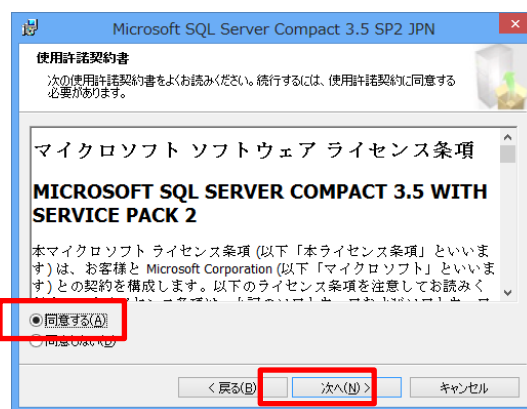 Microsoft SQL Server Compact 3.5 SP2 JPN
使用許諾契約書
次の使用許諾契約書をよくお読みください。続行するには、使用許諾契約に同意する
必要があります。
マイクロソフト ソフトウェア ライセンス条項
MICROSOFT SQL SERVER COMPACT 3.5 WITH
SERVICE PACK 2
本マイクロソフト ライセンス条項 (以下「本ライセンス条項」といいま
す) は、お客様と Microsoft Corporation (以下「マイクロソフト」といいま
す) との契約を構成します。以下のライセンス条項を注意してお読みく
同意する(A)
同意しない(D)
< 戻る(B)
次へ(N) >
キャンセル